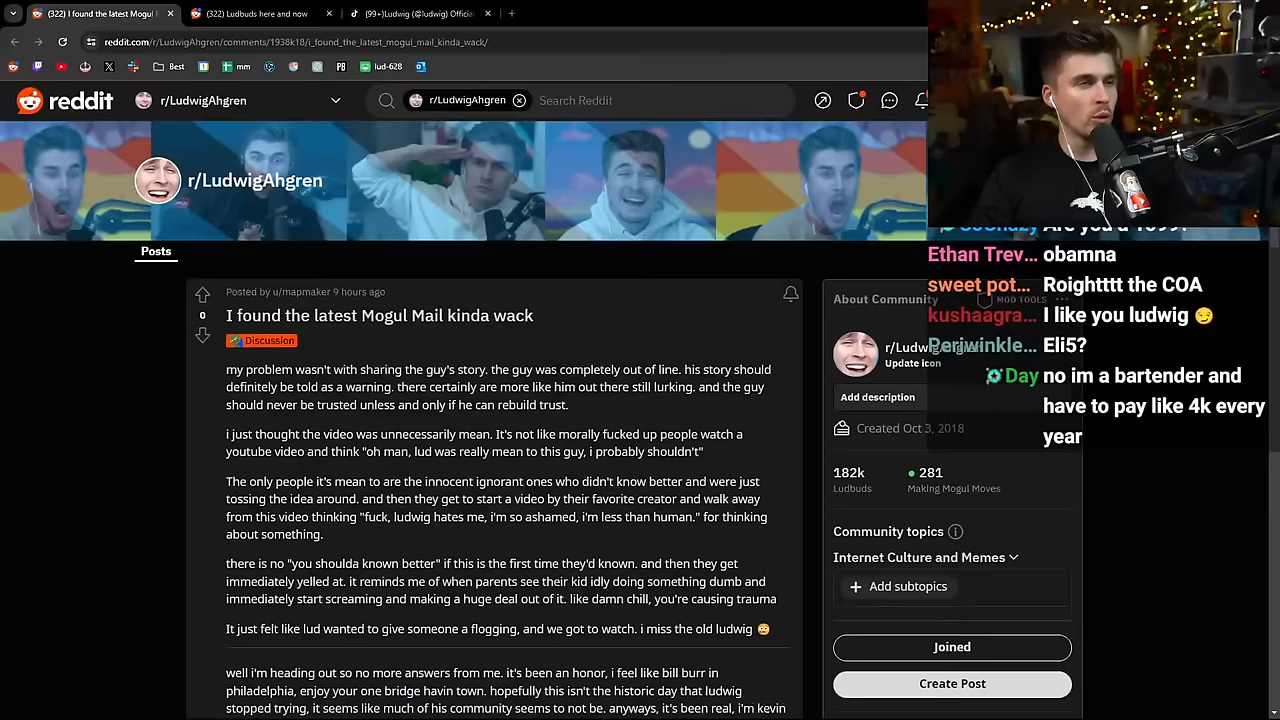 (322) I found the latest Mogul M
(322) Ludbuds here and now
(99+)Ludwig (@ludwig) Officia
reddit.com/r/LudwigAhgren/comments/1938k18/i_found_the_latest_mogul_mail_kinda_wack/
Best
mm
lud-628
reddit
r/LudwigAhgren
r/LudwigAhgren
Search Reddit
r/LudwigAhgren
Posts
Posted by u/mapmaker 9 hours ago
0
I found the latest Mogul Mail kinda wack
Discussion
my problem wasn't with sharing the guy's story. the guy was completely out of line. his story should
definitely be told as a warning. there certainly are more like him out there still lurking. and the guy
should never be trusted unless and only if he can rebuild trust.
i just thought the video was unnecessarily mean. It's not like morally fucked up people watch a
youtube video and think "oh man, lud was really mean to this guy, i probably shouldn't"
The only people it's mean to are the innocent ignorant ones who didn't know better and were just
tossing the idea around. and then they get to start a video by their favorite creator and walk away
from this video thinking "fuck, ludwig hates me, i'm so ashamed, i'm less than human." for thinking
about something.
there is no "you shoulda known better" if this is the first time they'd known. and then they get
immediately yelled at. it reminds me of when parents see their kid idly doing something dumb and
immediately start screaming and making a huge deal out of it. like damn chill, you're causing trauma
It just felt like lud wanted to give someone a flogging, and we got to watch. i miss the old ludwig 😳
well i'm heading out so no more answers from me. it's been an honor, i feel like bill burr in
philadelphia, enjoy your one bridge havin town. hopefully this isn't the historic day that ludwig
stopped trying, it seems like much of his community seems to not be. anyways, it's been real, i'm kevin
Are you a 1099?
Ethan Trev... obamna
sweet pot... Roightttt the COA
kushaagra... I like you ludwig 😏
Periwinkle... Eli5?
Day no im a bartender and
have to pay like 4k every
year
About Community
MOD TOOLS
r/Ludwig
Update icon
Add description
Created Oct 3, 2018
182k
281
Ludbuds
Making Mogul Moves
Community topics
Internet Culture and Memes
Add subtopics
Joined
Create Post